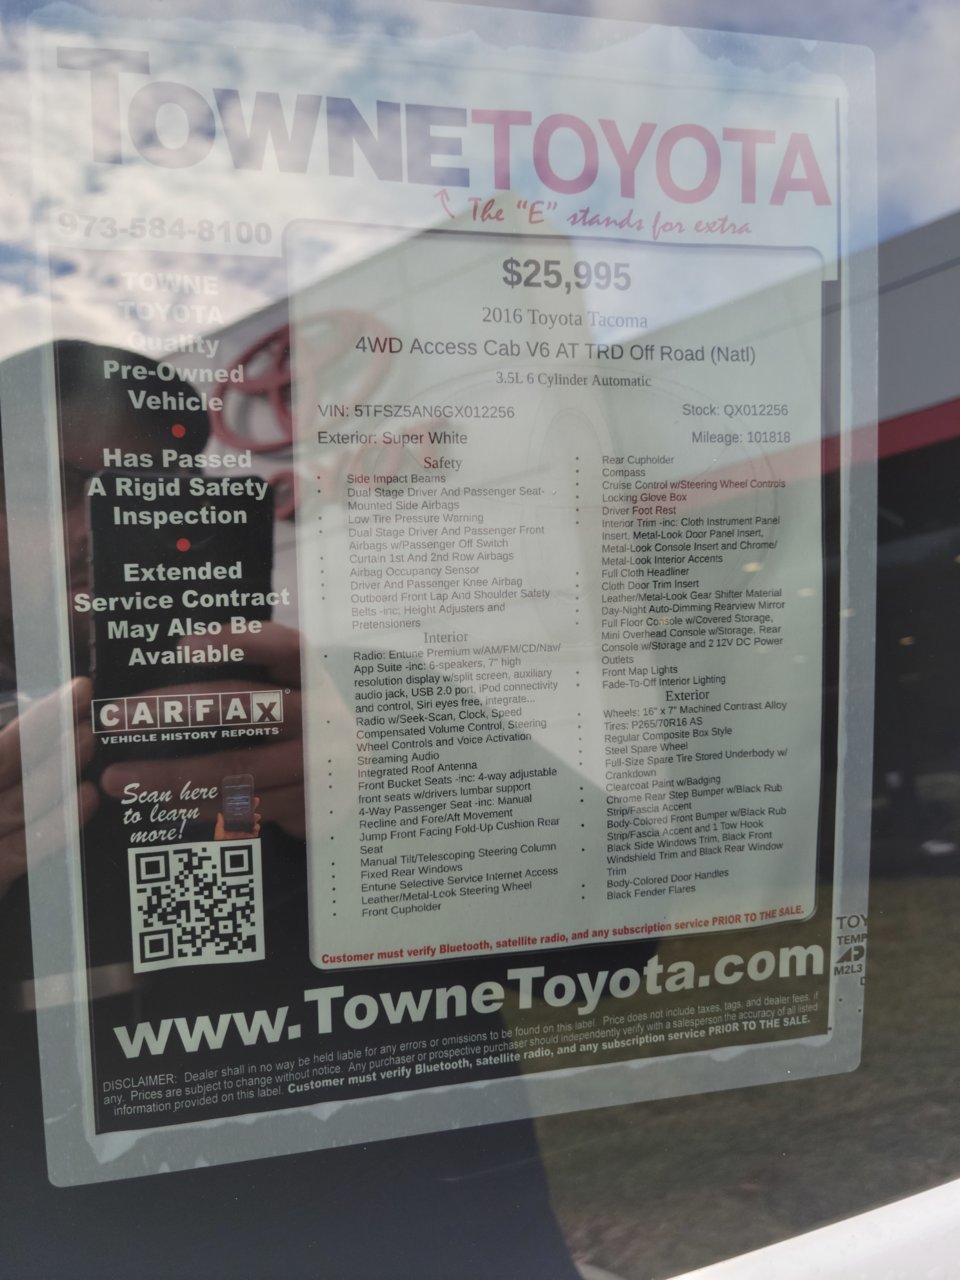 TOWNETOYOTA
The "E" stands for extra
973-584-8100
TOWNE
TOYOTA
Quality
Pre-Owned
Vehicle
Has Passed
A Rigid Safety
Inspection
Extended
Service Contract
May Also Be
Available
CARFAX
VEHICLE HISTORY REPORTS
Scan here
to learn
more!
$25,995
2016 Toyota Tacoma
4WD Access Cab V6 AT TRD Off Road (Natl)
3.5L 6 Cylinder Automatic
VIN: 5TFSZ5AN6GX012256 Stock: QX012256
Exterior: Super White Mileage: 101818
Safety
• Side Impact Beams
• Dual Stage Driver And Passenger Seat-
Mounted Side Airbags
• Low Tire Pressure Warning
• Dual Stage Driver And Passenger Front
Airbags w/Passenger Off Switch
• Curtain 1st And 2nd Row Airbags
• Airbag Occupancy Sensor
• Driver And Passenger Knee Airbag
• Outboard Front Lap And Shoulder Safety
Belts -inc: Height Adjusters and
Pretensioners
Interior
• Radio: Entune Premium w/AM/FM/CD/Nav/
App Suite -inc: 6-speakers, 7" high
resolution display w/split screen, auxiliary
audio jack, USB 2.0 port, iPod connectivity
and control, Siri eyes free, integrate...
• Radio w/Seek-Scan, Clock, Speed
Compensated Volume Control, Steering
Wheel Controls and Voice Activation
• Streaming Audio
• Integrated Roof Antenna
• Front Bucket Seats -inc: 4-way adjustable
front seats w/drivers lumbar support
• 4-Way Passenger Seat -inc: Manual
Recline and Fore/Aft Movement
• Jump Front Facing Fold-Up Cushion Rear
Seat
• Manual Tilt/Telescoping Steering Column
• Fixed Rear Windows
• Entune Selective Service Internet Access
• Leather/Metal-Look Steering Wheel
• Front Cupholder
• Rear Cupholder
• Compass
• Cruise Control w/Steering Wheel Controls
• Locking Glove Box
• Driver Foot Rest
• Interior Trim -inc: Cloth Instrument Panel
Insert, Metal-Look Door Panel Insert,
Metal-Look Console Insert and Chrome/
Metal-Look Interior Accents
• Full Cloth Headliner
• Cloth Door Trim Insert
• Leather/Metal-Look Gear Shifter Material
• Day-Night Auto-Dimming Rearview Mirror
• Full Floor Console w/Covered Storage,
Mini Overhead Console w/Storage, Rear
Console w/Storage and 2 12V DC Power
Outlets
• Front Map Lights
• Fade-To-Off Interior Lighting
Exterior
• Wheels: 16" x 7" Machined Contrast Alloy
• Tires: P265/70R16 AS
• Regular Composite Box Style
• Steel Spare Wheel
• Full-Size Spare Tire Stored Underbody w/
Crankdown
• Clearcoat Paint w/Badging
• Chrome Rear Step Bumper w/Black Rub
Strip/Fascia Accent
• Body-Colored Front Bumper w/Black Rub
Strip/Fascia Accent and 1 Tow Hook
• Black Side Windows Trim, Black Front
Windshield Trim and Black Rear Window
Trim
• Body-Colored Door Handles
• Black Fender Flares
Customer must verify Bluetooth, satellite radio, and any subscription service PRIOR TO THE SALE.
www.TowneToyota.com
DISCLAIMER: Dealer shall in no way be held liable for any errors or omissions to be found on this label. Price does not include taxes, tags, and dealer fees, if
any. Prices are subject to change without notice. Any purchaser or prospective purchaser should independently verify with a salesperson the accuracy of all listed
information provided on this label. Customer must verify Bluetooth, satellite radio, and any subscription service PRIOR TO THE SALE.
TOY
TEMP
M2L3